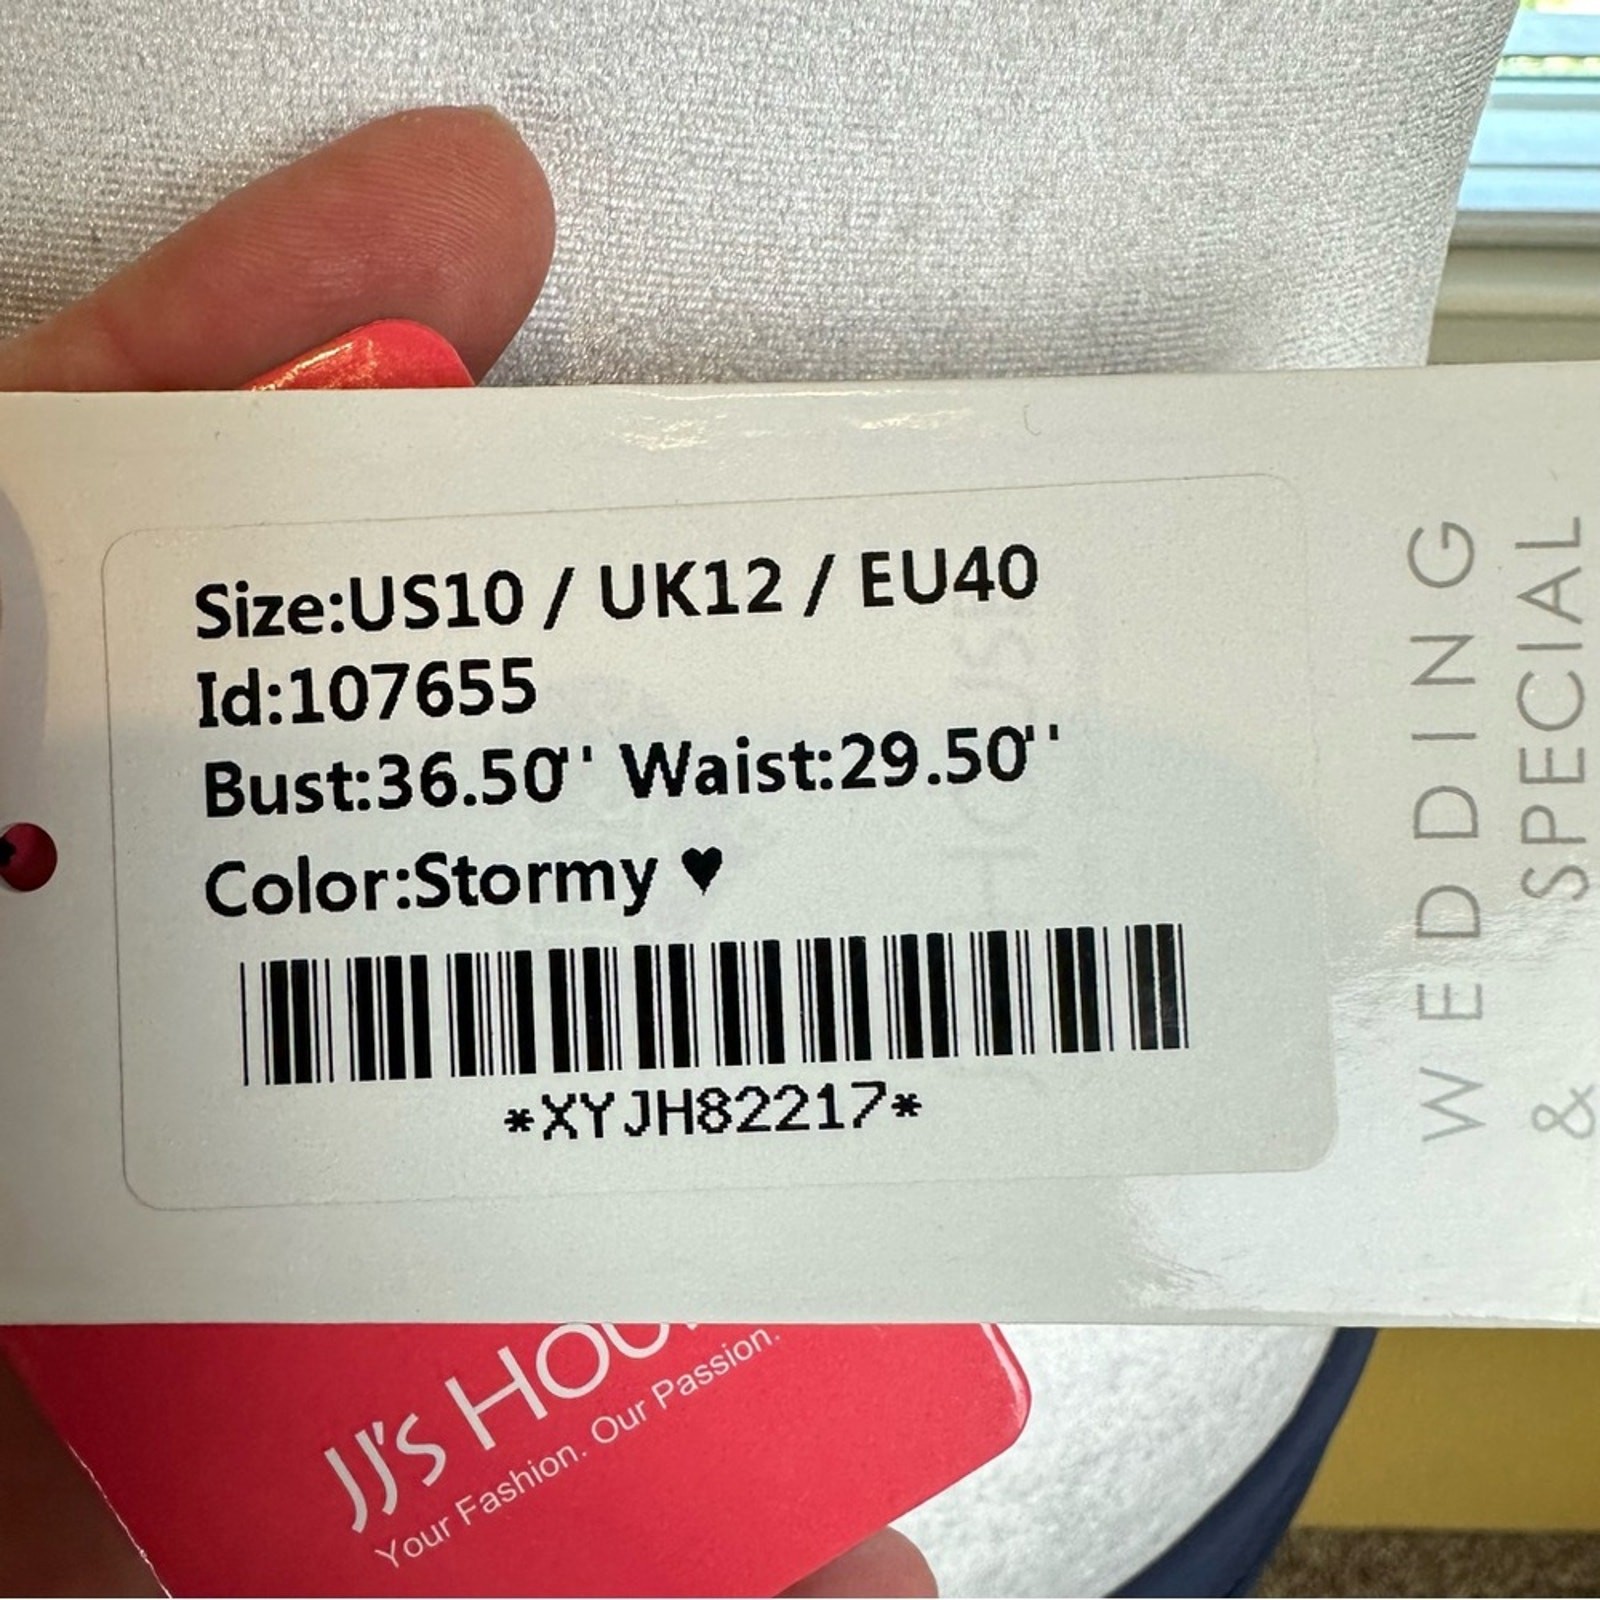 Size:US10 / UK12 / EU40
Id:107655
Bust:36.50'' Waist:29.50''
Color:Stormy ♥
*XYJH82217*
WEDDING
& SPECIAL
JJ's
Your Fashion. Our Passion.